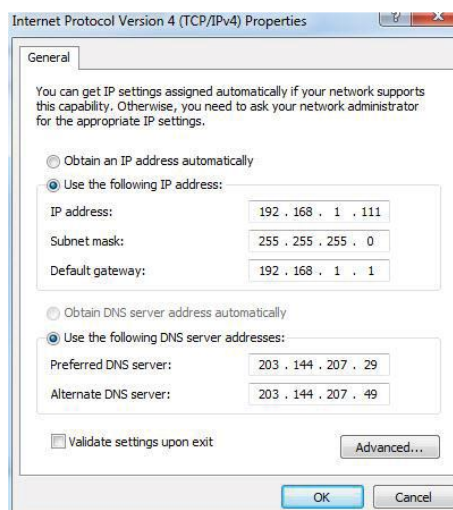 Internet Protocol Version 4 (TCP/IPv4) Properties
General
You can get IP settings assigned automatically if your network supports
this capability. Otherwise, you need to ask your network administrator
for the appropriate IP settings.
Obtain an IP address automatically
Use the following IP address:
IP address: 192 . 168 . 1 . 111
Subnet mask: 255 . 255 . 255 . 0
Default gateway: 192 . 168 . 1 . 1
Obtain DNS server address automatically
Use the following DNS server addresses:
Preferred DNS server: 203 . 144 . 207 . 29
Alternate DNS server: 203 . 144 . 207 . 49
Validate settings upon exit
Advanced...
OK Cancel